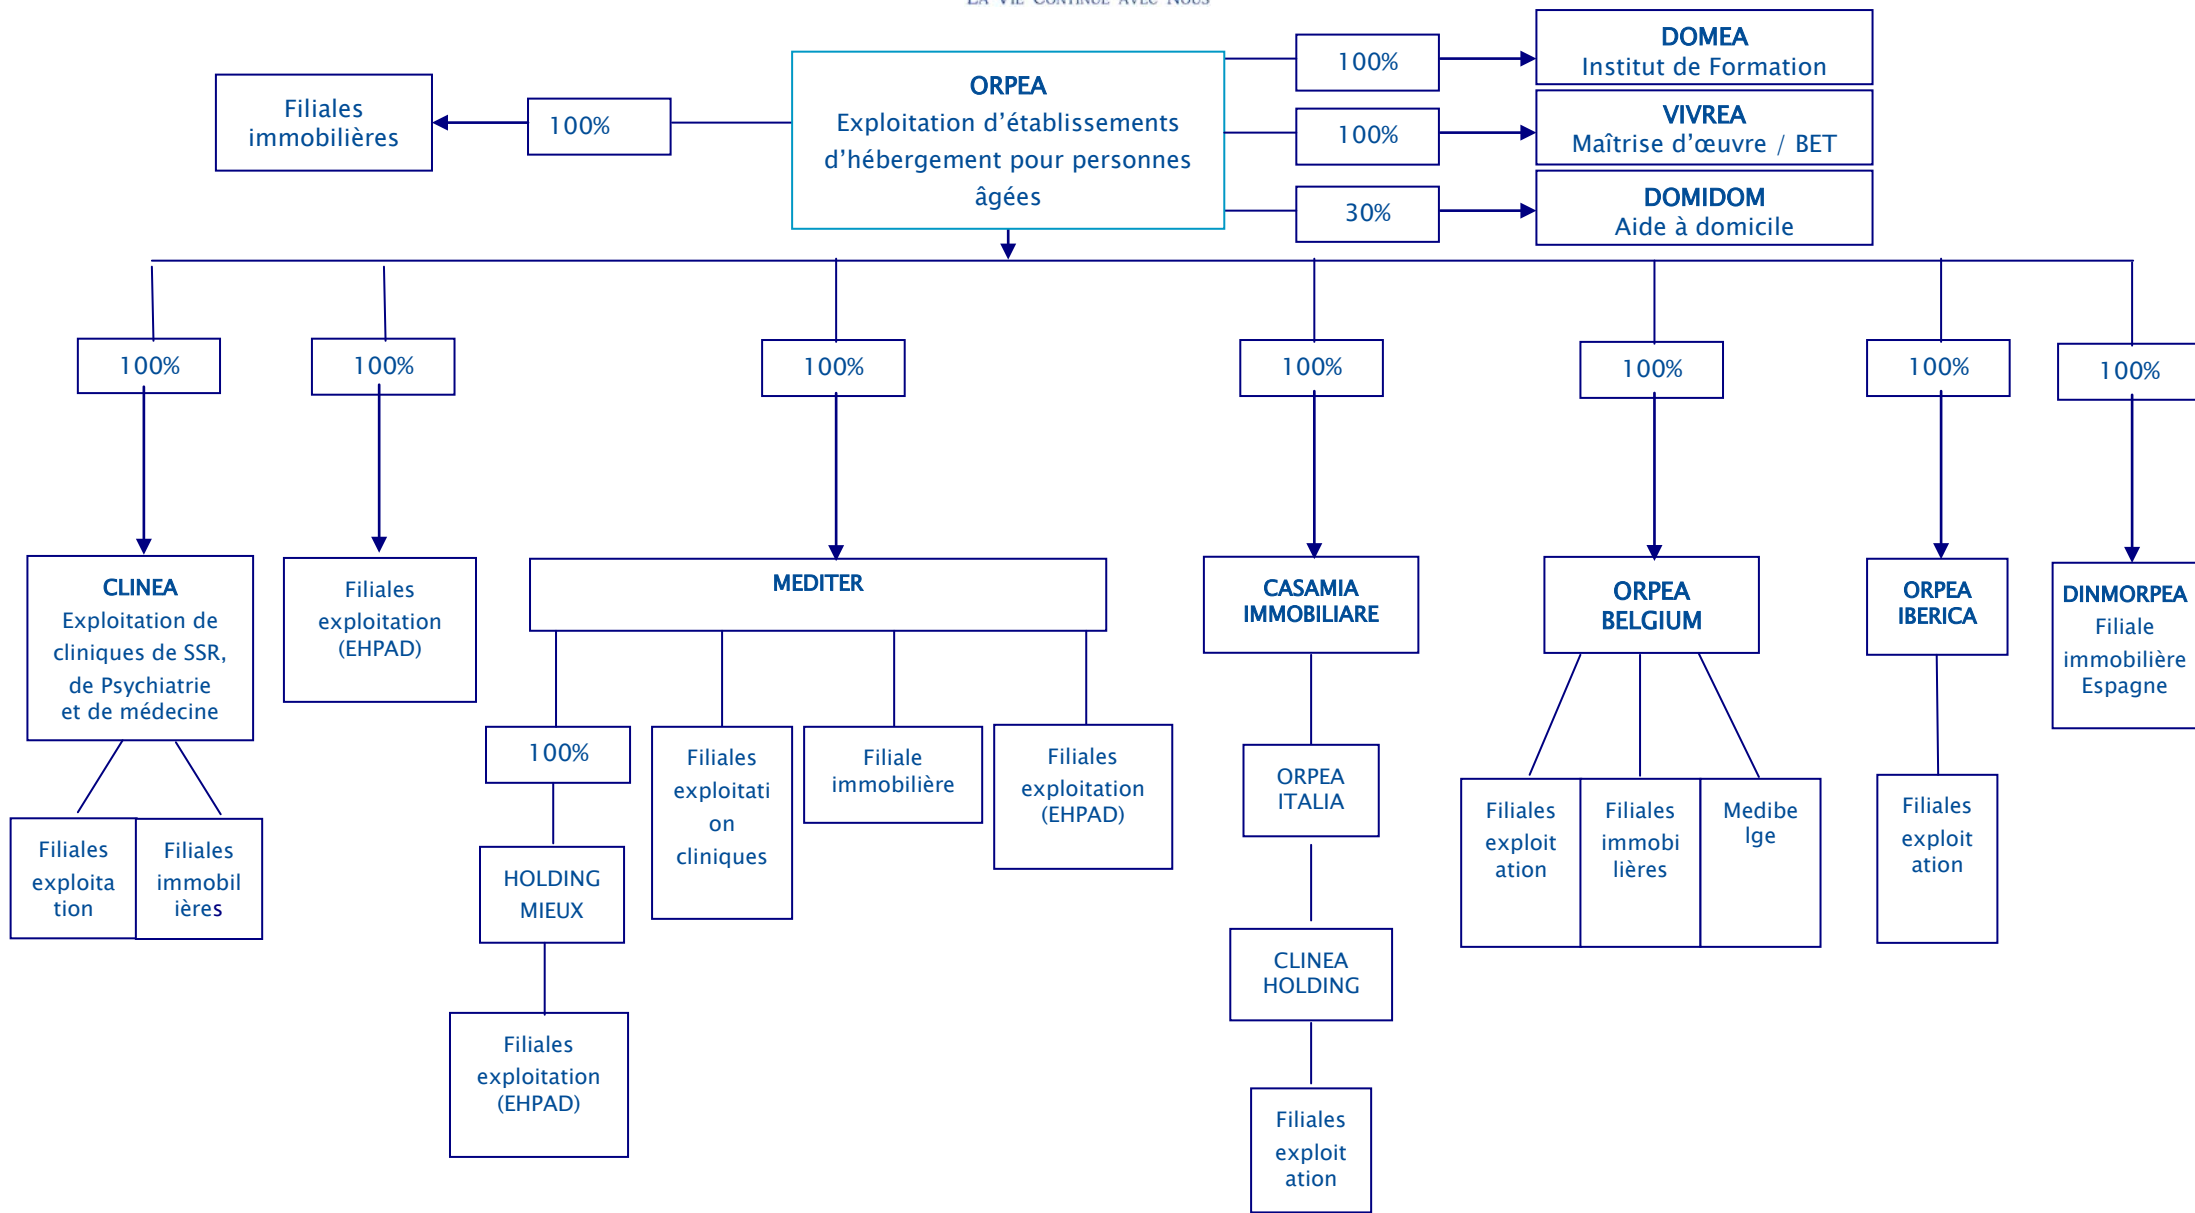 LA VIE CONTINUE AVEC NOUS
Filiales
immobilières
100%
ORPEA
Exploitation d’établissements
d’hébergement pour personnes
âgées
100%
DOMEA
Institut de Formation
100%
VIVREA
Maîtrise d’œuvre / BET
30%
DOMIDOM
Aide à domicile
100%
100%
100%
100%
100%
100%
100%
CLINEA
Exploitation de
cliniques de SSR,
de Psychiatrie
et de médecine
Filiales
exploitation
(EHPAD)
MEDITER
CASAMIA
IMMOBILIARE
ORPEA
BELGIUM
ORPEA
IBERICA
DINMORPEA
Filiale
immobilière
Espagne
Filiales
exploita
tion
Filiales
immobil
ières
100%
HOLDING
MIEUX
Filiales
exploitation
(EHPAD)
Filiales
exploitati
on
cliniques
Filiale
immobilière
Filiales
exploitation
(EHPAD)
ORPEA
ITALIA
CLINEA
HOLDING
Filiales
exploit
ation
Filiales
exploit
ation
Filiales
immobi
lières
Medibe
lge
Filiales
exploit
ation